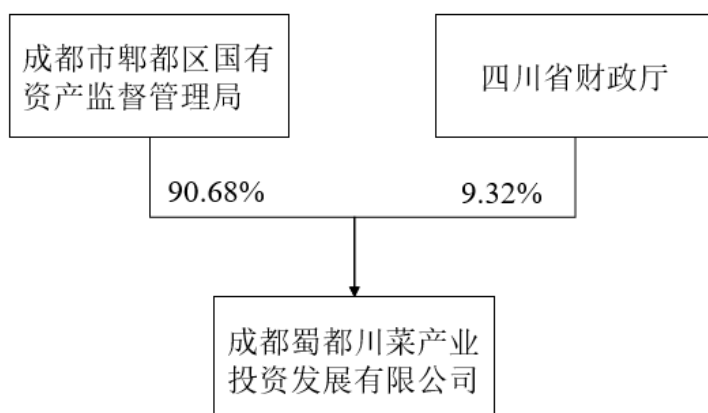 成都市郫都区国有
资产监督管理局
四川省财政厅
90.68%
9.32%
成都蜀都川菜产业
投资发展有限公司